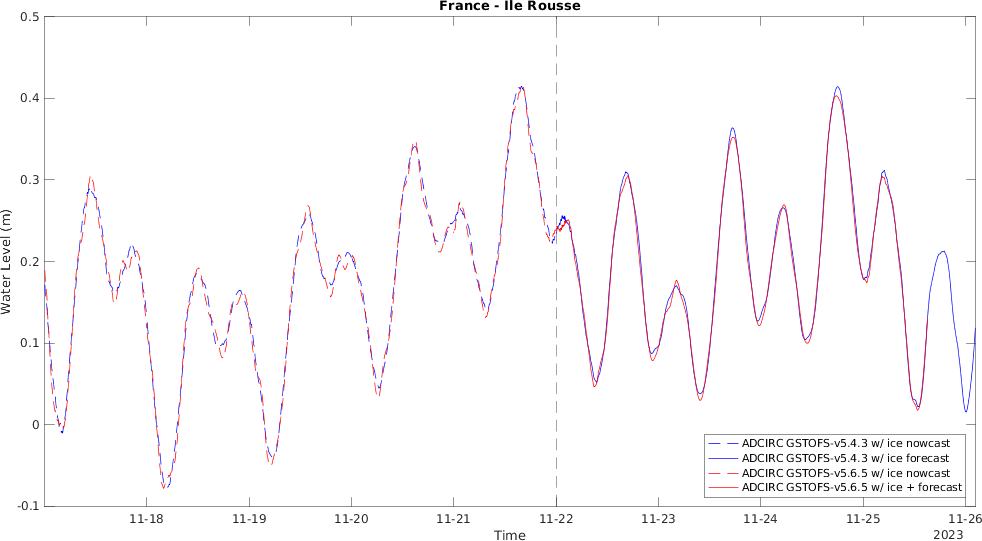 France - Ile Rousse
Water Level (m)
0.5
0.4
0.3
0.2
0.1
0
-0.1
ADCIRC GSTOFS-v5.4.3 w/ ice nowcast
ADCIRC GSTOFS-v5.4.3 w/ ice forecast
ADCIRC GSTOFS-v5.6.5 w/ ice nowcast
ADCIRC GSTOFS-v5.6.5 w/ ice + forecast
11-18 11-19 11-20 11-21 11-22 11-23 11-24 11-25 11-26
Time 2023